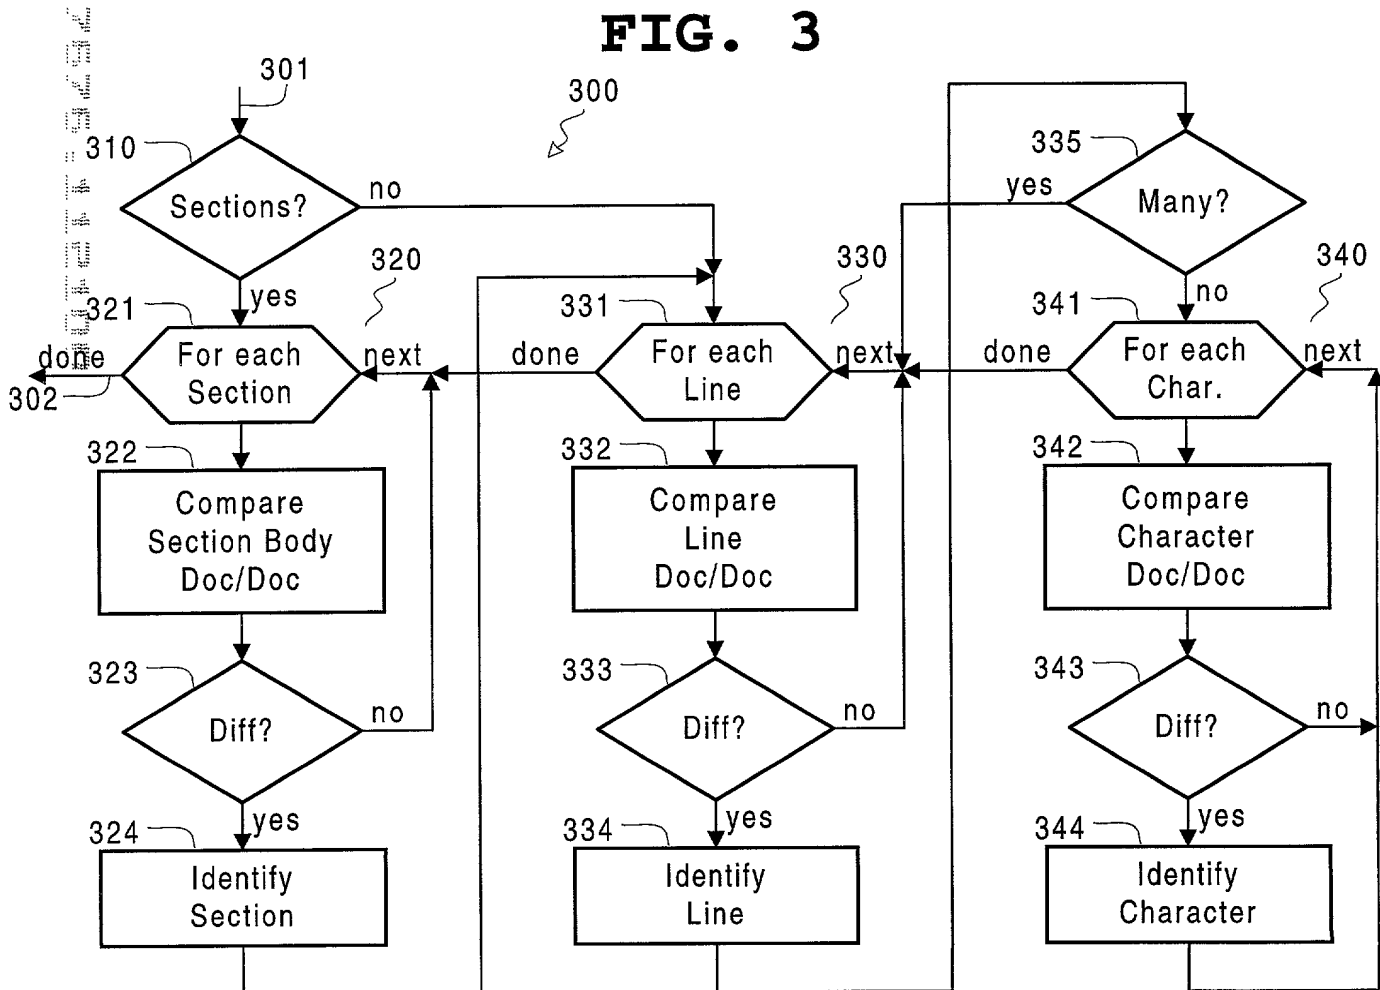 FIG. 3
301
300
310
Sections?
no
yes
320
321
For each
Section
done
302
next
322
Compare
Section Body
Doc/Doc
323
Diff?
no
yes
324
Identify
Section
330
331
For each
Line
done
next
332
Compare
Line
Doc/Doc
333
Diff?
no
yes
334
Identify
Line
335
Many?
yes
no
340
341
For each
Char.
done
next
342
Compare
Character
Doc/Doc
343
Diff?
no
yes
344
Identify
Character